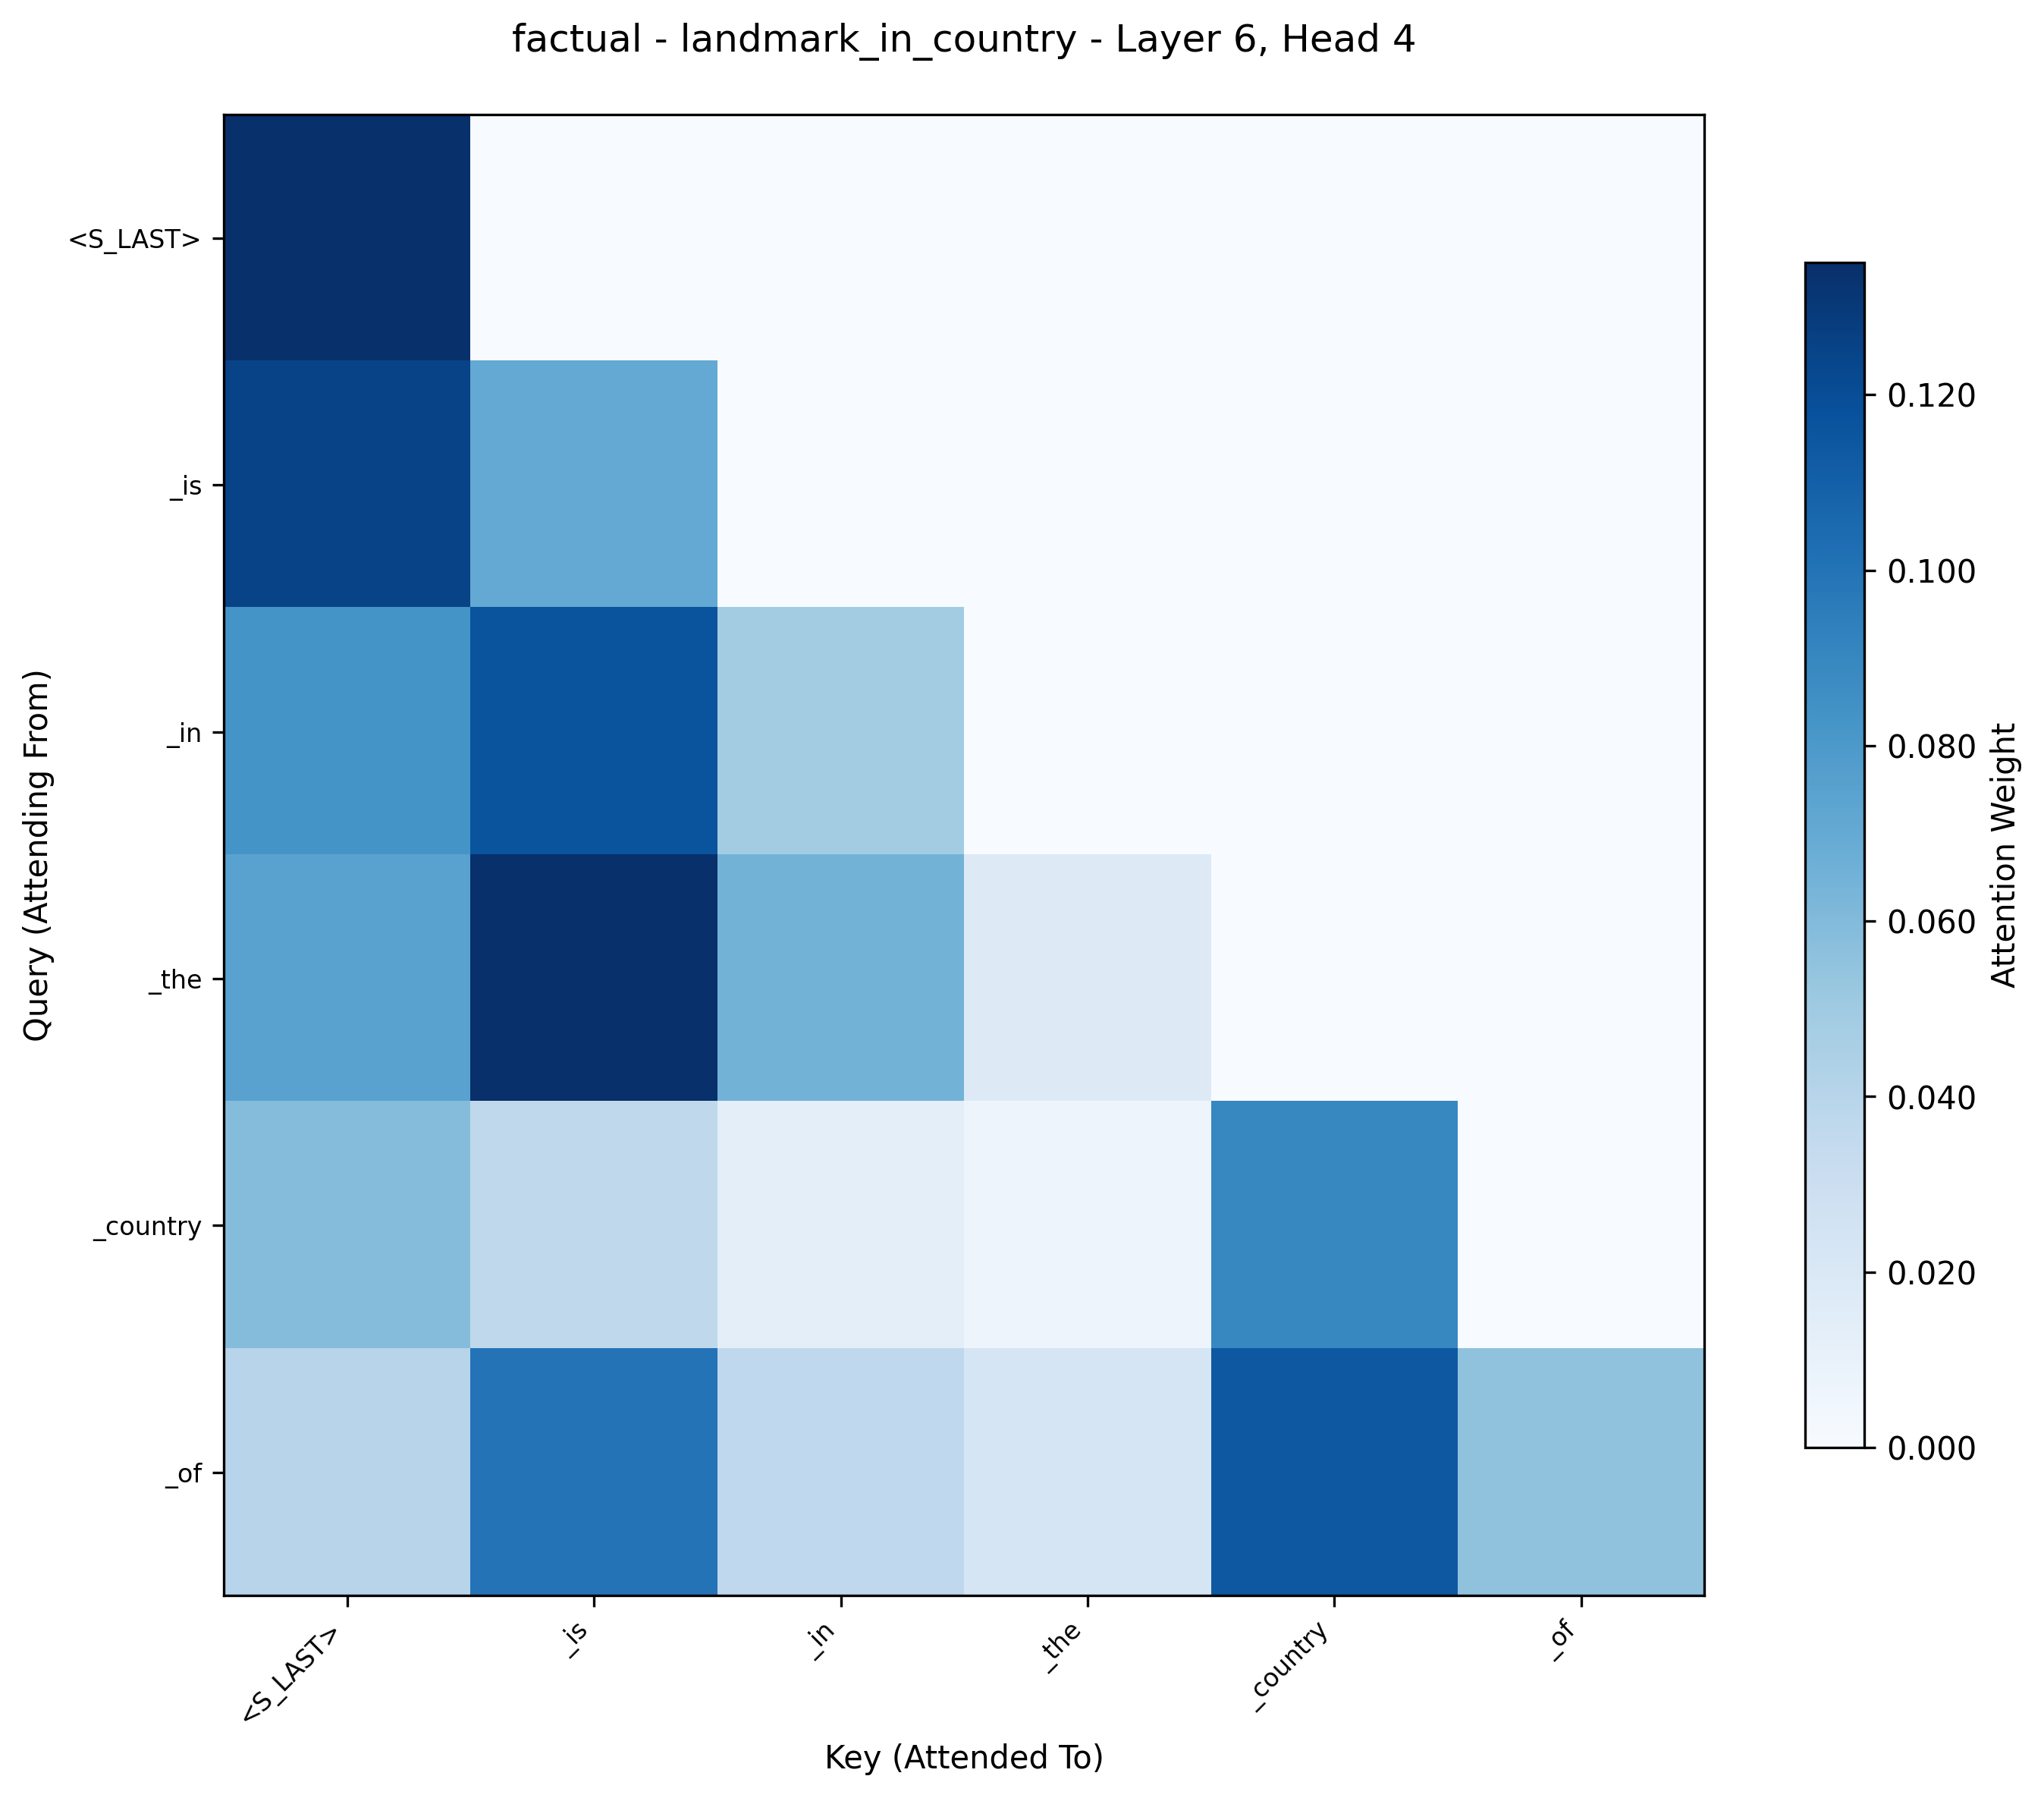 factual - landmark_in_country - Layer 6, Head 4
Query (Attending From)
<S_LAST>
_is
_in
_the
_country
_of
<S_LAST>
_is
_in
_the
_country
_of
Key (Attended To)
0.120
0.100
0.080
0.060
0.040
0.020
0.000
Attention Weight